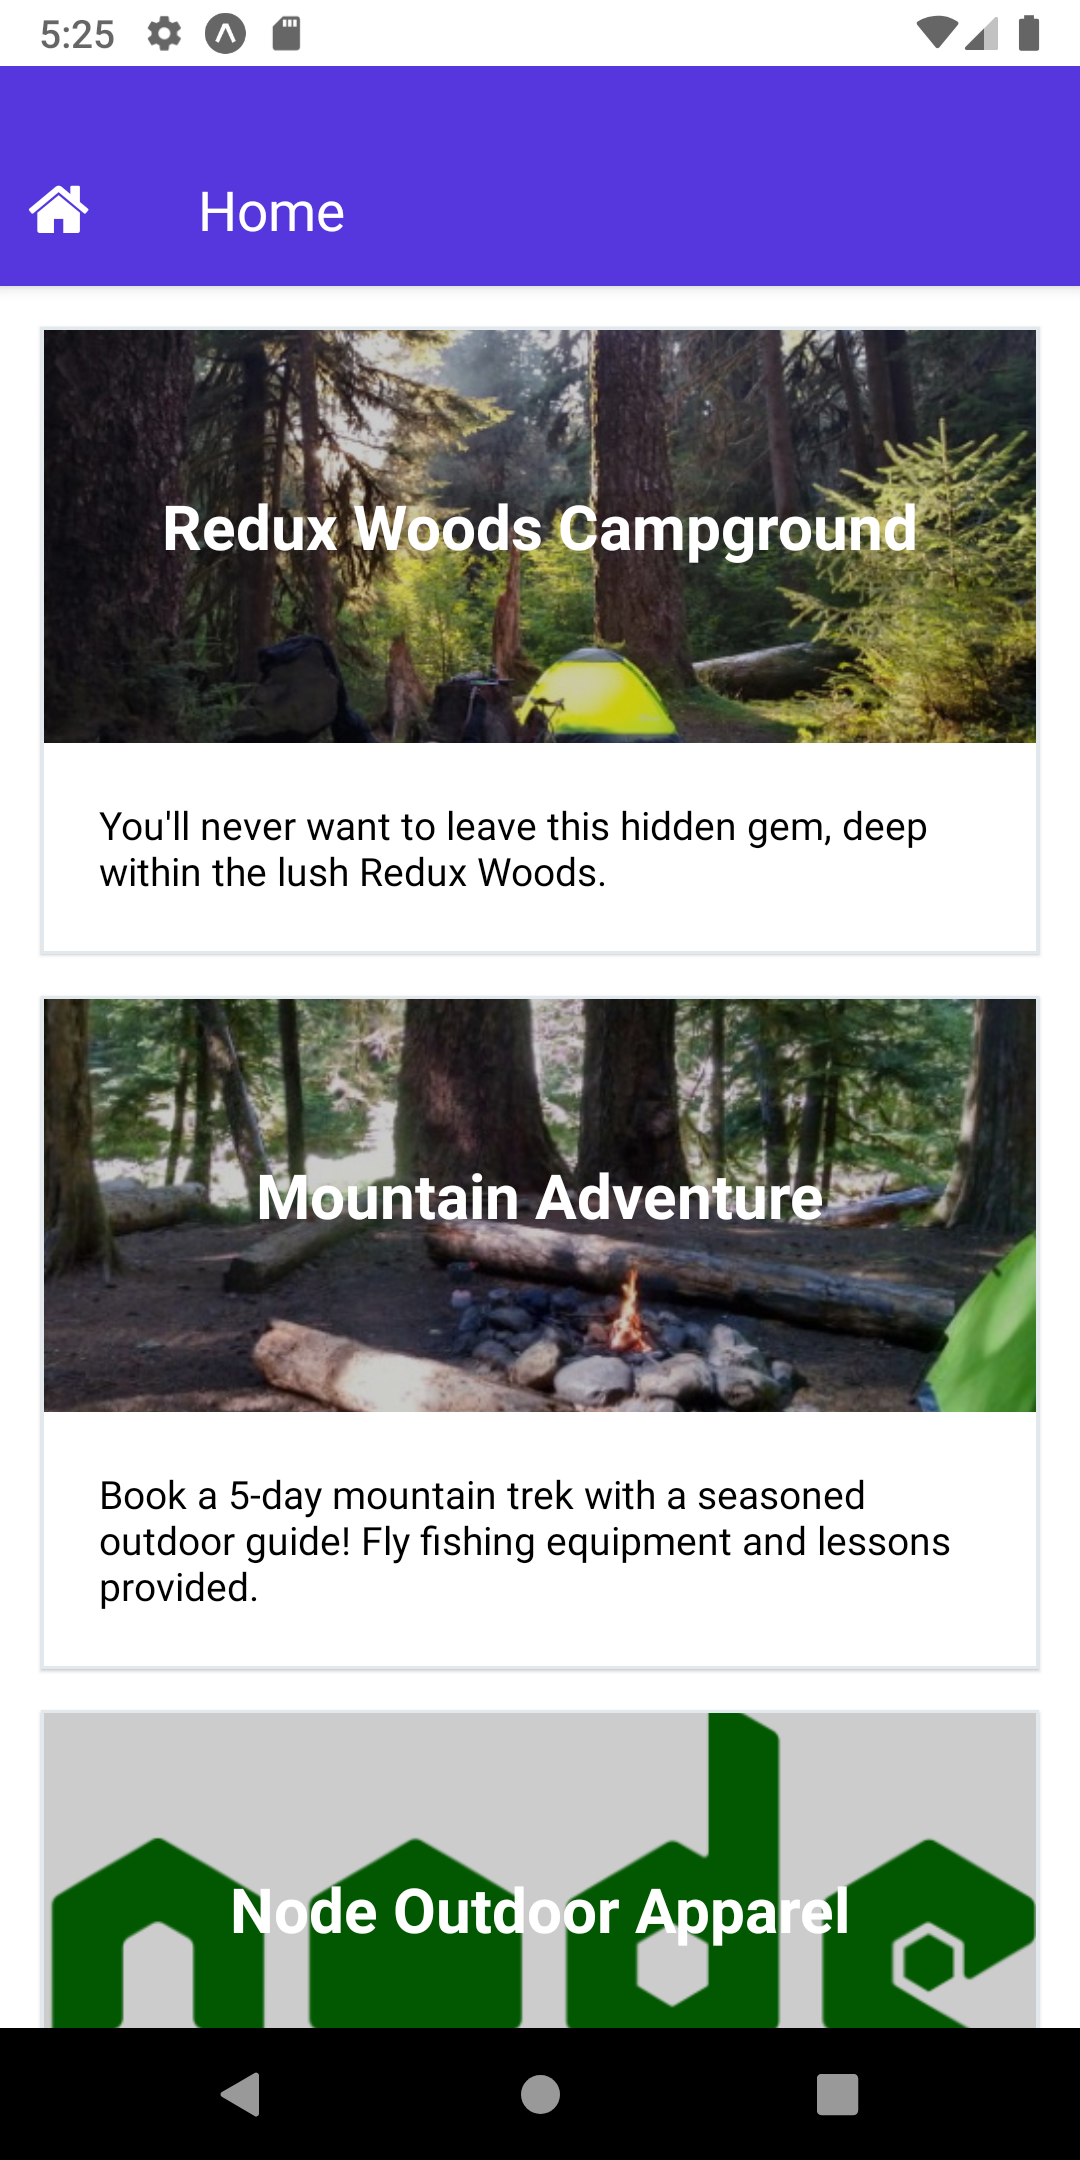 5:25
Home
Redux Woods Campground
You'll never want to leave this hidden gem, deep
within the lush Redux Woods.
Mountain Adventure
Book a 5-day mountain trek with a seasoned
outdoor guide! Fly fishing equipment and lessons
provided.
node
Node Outdoor Apparel